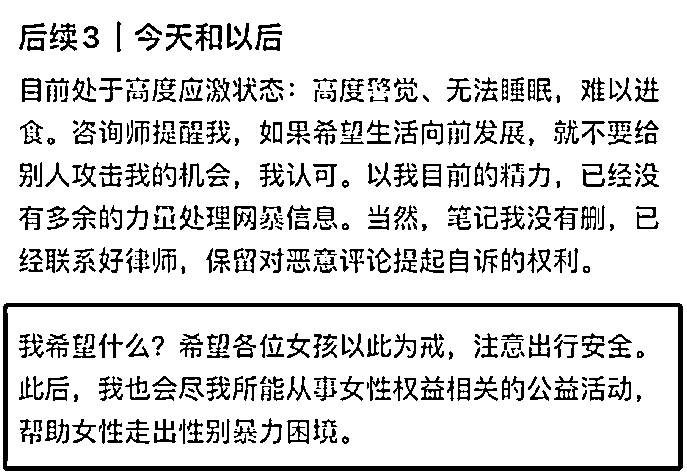 后续3｜今天和以后
目前处于高度应激状态：高度警觉、无法睡眠，难以进
食。咨询师提醒我，如果希望生活向前发展，就不要给
别人攻击我的机会，我认可。以我目前的精力，已经没
有多余的力量处理网暴信息。当然，笔记我没有删，已
经联系好律师，保留对恶意评论提起自诉的权利。
我希望什么？希望各位女孩以此为戒，注意出行安全。
此后，我也会尽我所能从事女性权益相关的公益活动，
帮助女性走出性别暴力困境。